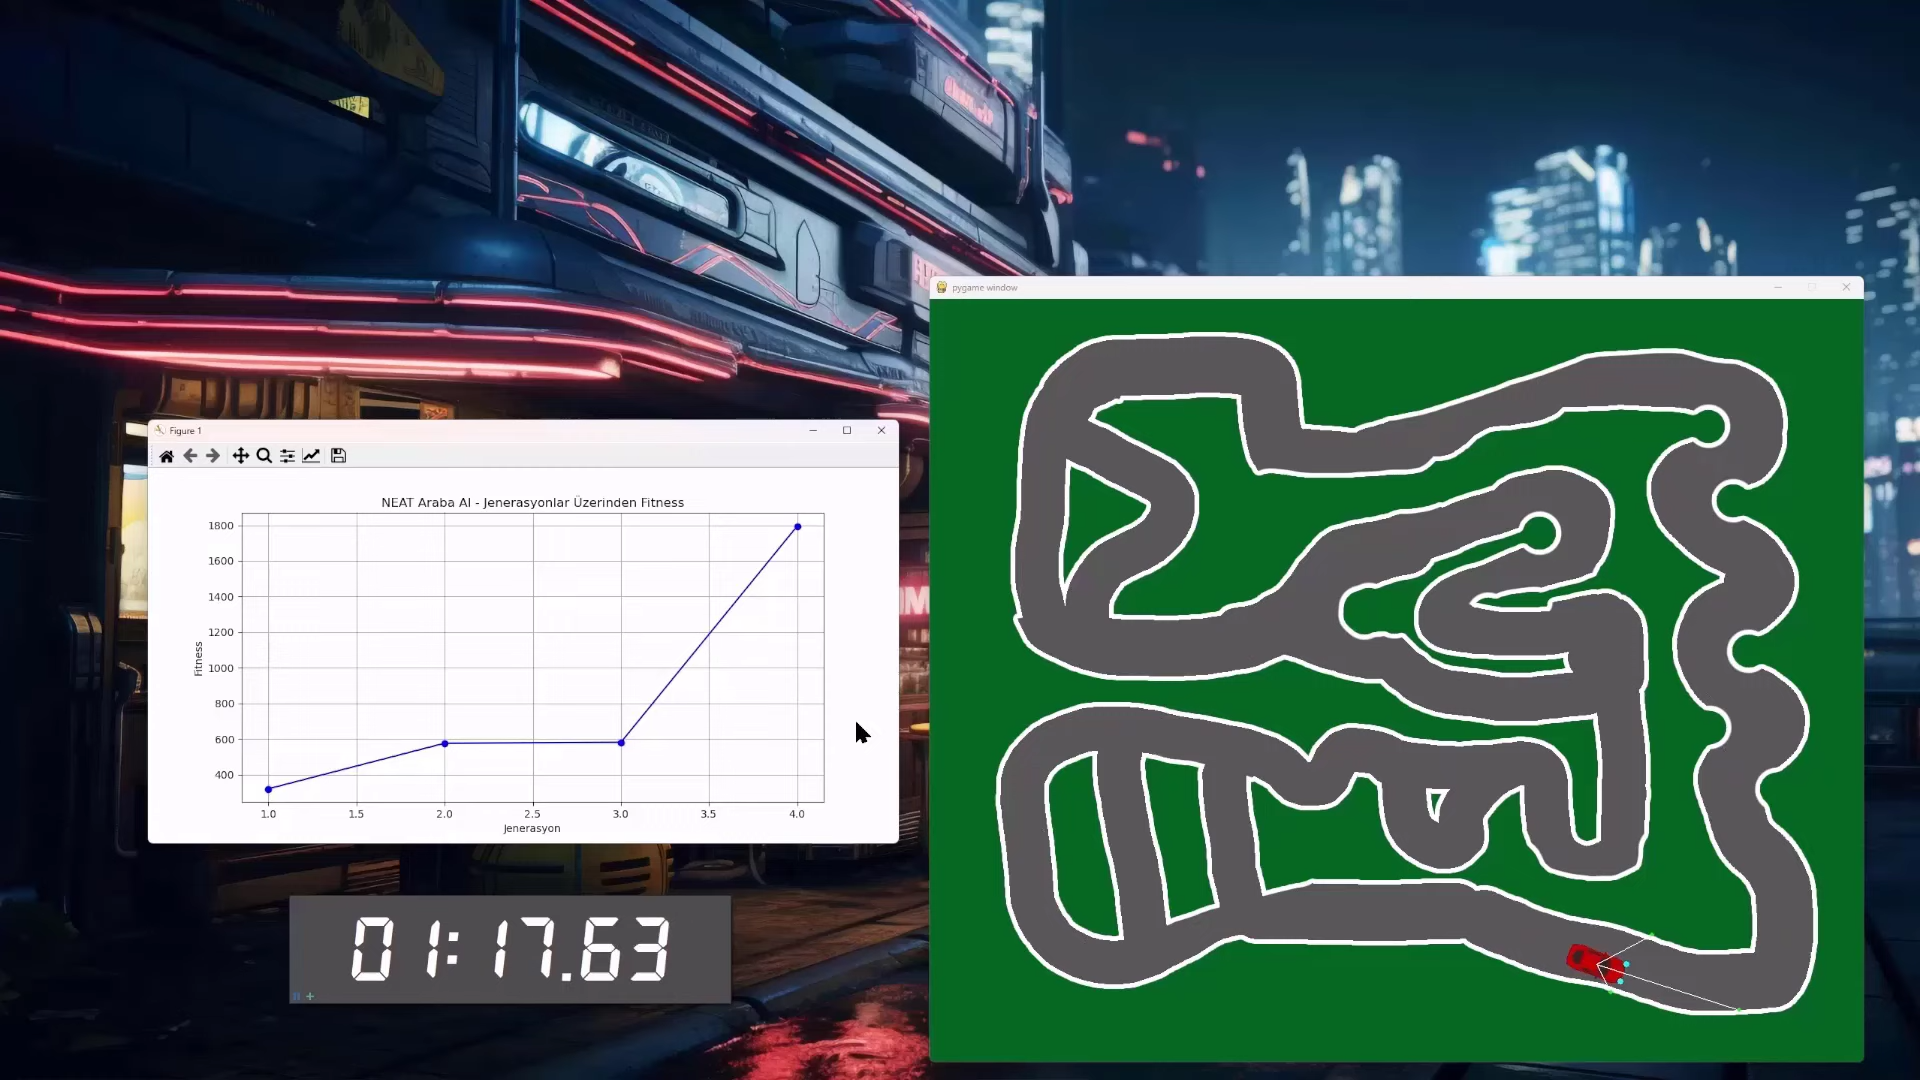 pygame window
Figure 1
NEAT Araba AI - Jenerasyonlar Üzerinden Fitness
1800
1600
1400
1200
1000
800
600
400
Fitness
1.0 1.5 2.0 2.5 3.0 3.5 4.0
Jenerasyon
01:17.63